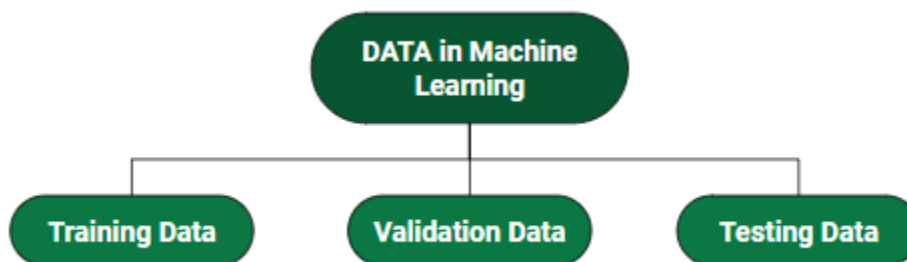 DATA in Machine
Learning
Training Data
Validation Data
Testing Data